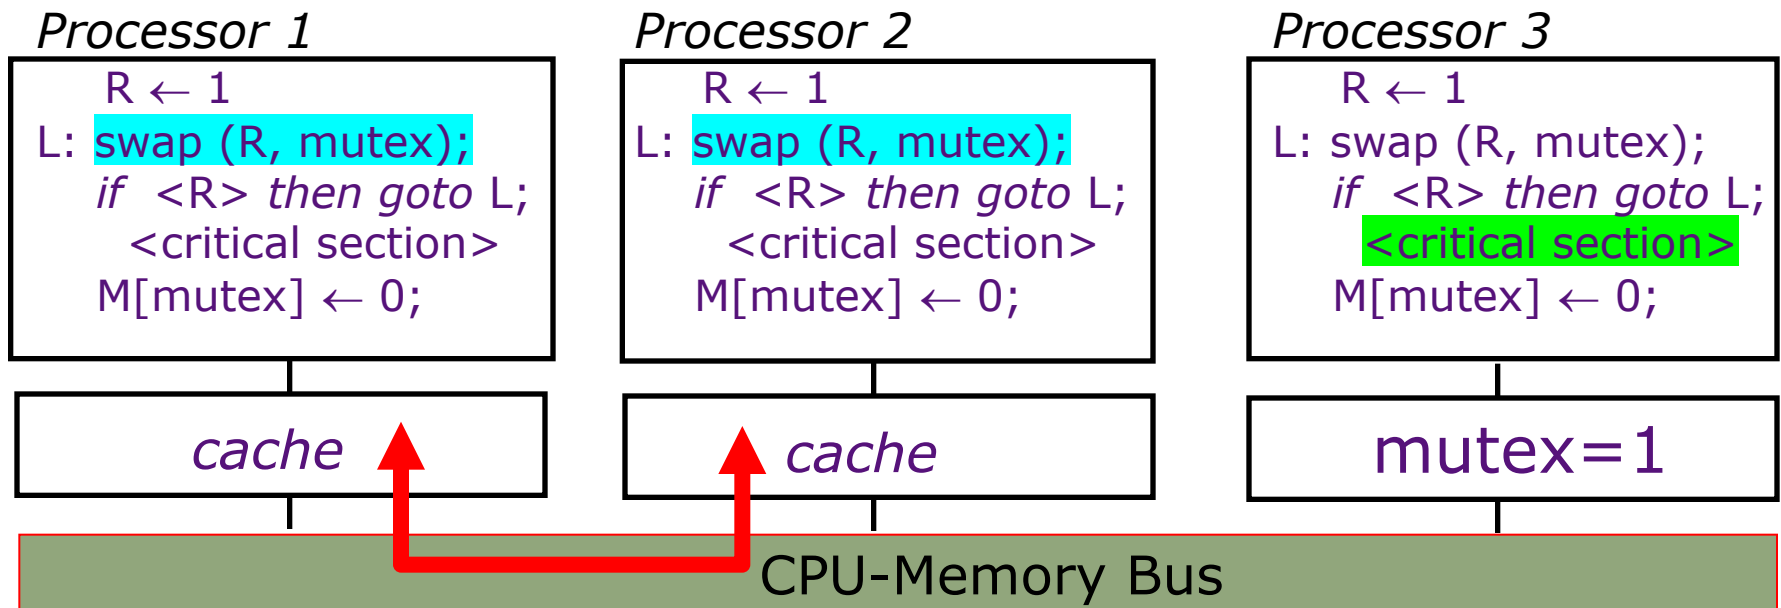 Processor 1
R ← 1
L: swap (R, mutex);
if <R> then goto L;
<critical section>
M[mutex] ← 0;
cache
Processor 2
R ← 1
L: swap (R, mutex);
if <R> then goto L;
<critical section>
M[mutex] ← 0;
cache
Processor 3
R ← 1
L: swap (R, mutex);
if <R> then goto L;
<critical section>
M[mutex] ← 0;
mutex=1
CPU-Memory Bus